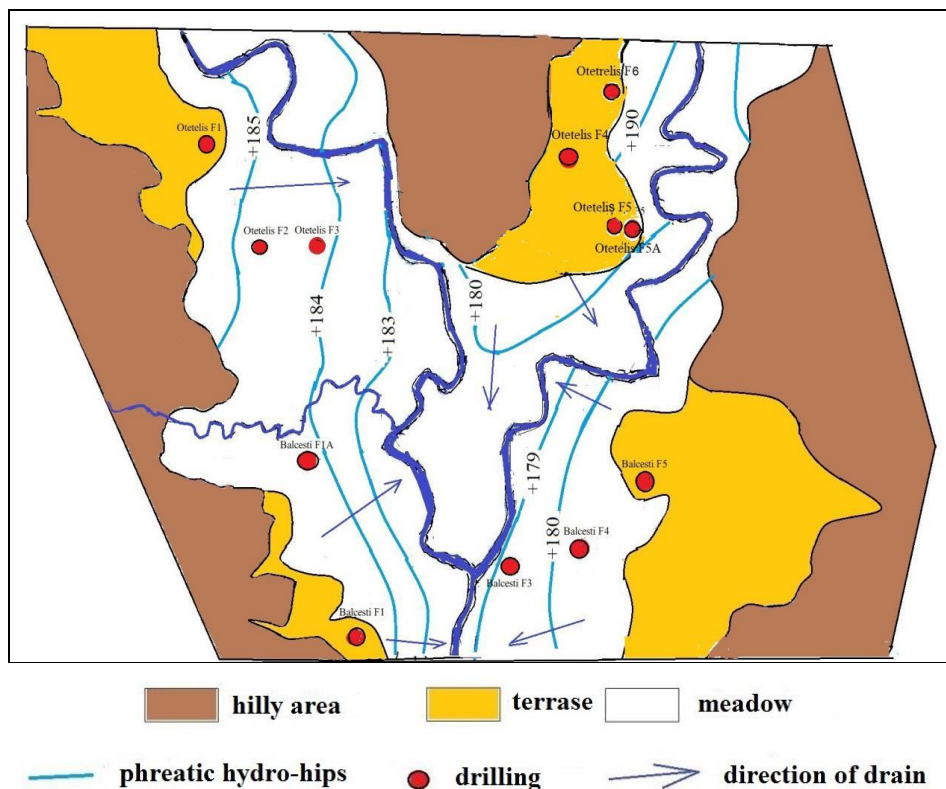 Otetrelis F6
+190
Otetelis F1
+185
Otetelis F4
Otetelis F5
5
Otetelis F5A
Otetelis F2
Otetelis F3
+180
+184
+183
Balcesti F1A
+179
Balcesti F5
+180
Balcesti F4
Balcesti F3
Balcesti F1
hilly area
terrase
meadow
phreatic hydro-hips
drilling
direction of drain